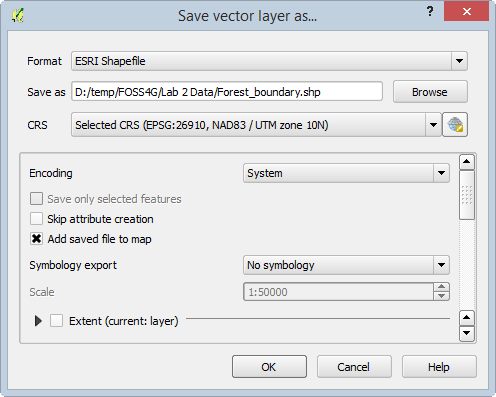 Save vector layer as...
?
Format ESRI Shapefile
Save as D:/temp/FOSS4G/Lab 2 Data/Forest_boundary.shp Browse
CRS Selected CRS (EPSG:26910, NAD83 / UTM zone 10N)
Encoding System
Save only selected features
Skip attribute creation
Add saved file to map
Symbology export No symbology
Scale 1:50000
Extent (current: layer)
OK Cancel Help